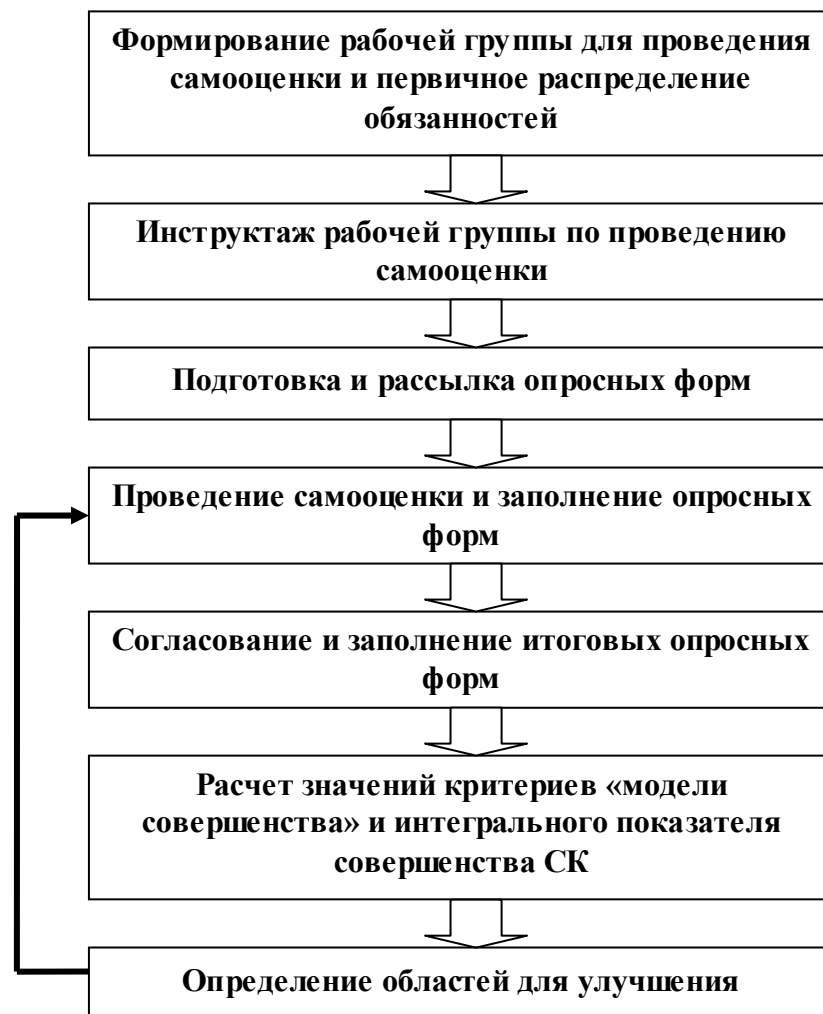 Формирование рабочей группы для проведения
самооценки и первичное распределение
обязанностей
Инструктаж рабочей группы по проведению
самооценки
Подготовка и рассылка опросных форм
Проведение самооценки и заполнение опросных
форм
Согласование и заполнение итоговых опросных
форм
Расчет значений критериев «модели
совершенства» и интегрального показателя
совершенства СК
Определение областей для улучшения